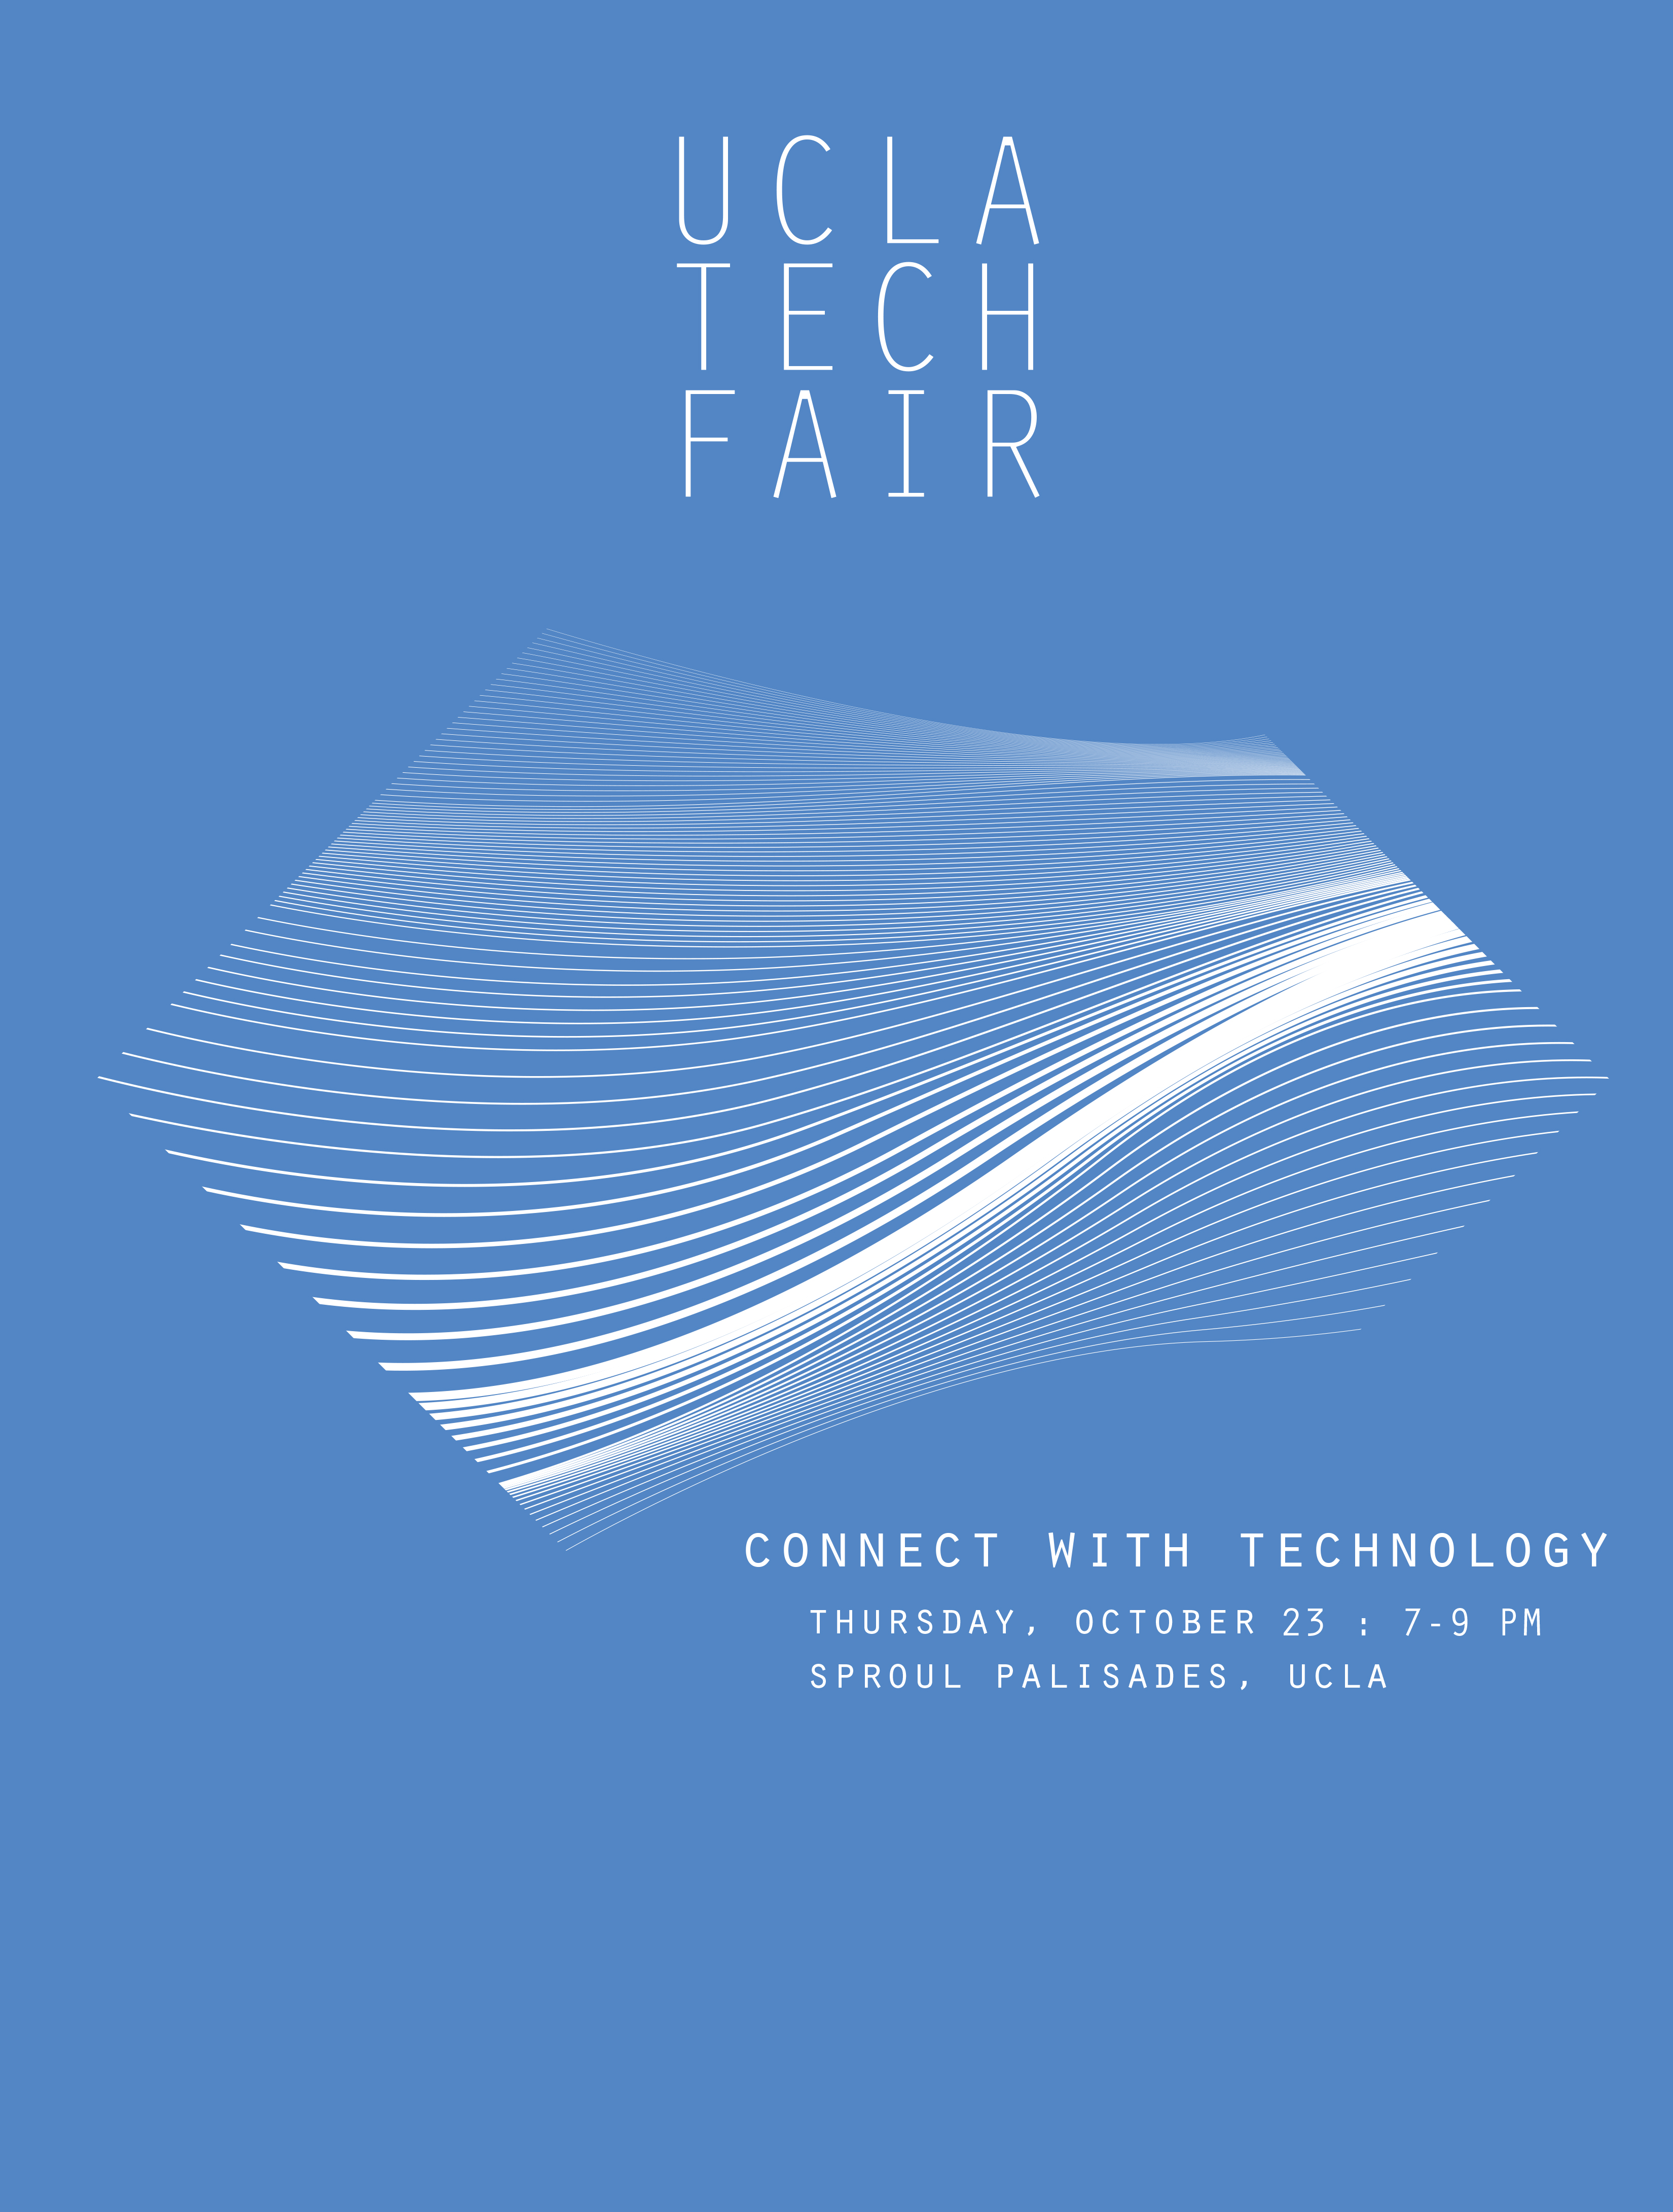 UCLA
TECH
FAIR
CONNECT WITH TECHNOLOGY
THURSDAY, OCTOBER 23 : 7-9 PM
SPROUL PALISADES, UCLA